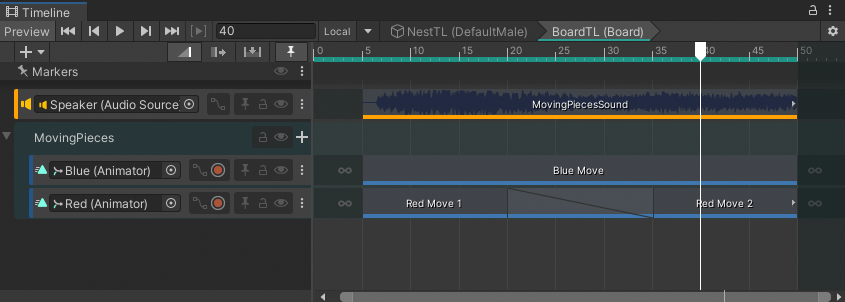 Timeline
Preview 40 Local NestTL (DefaultMale) BoardTL (Board)
0 5 10 15 20 25 30 35 40 45 50
Markers
Speaker (Audio Source) MovingPiecesSound
MovingPieces
Blue (Animator) Blue Move
Red (Animator) Red Move 1 Red Move 2